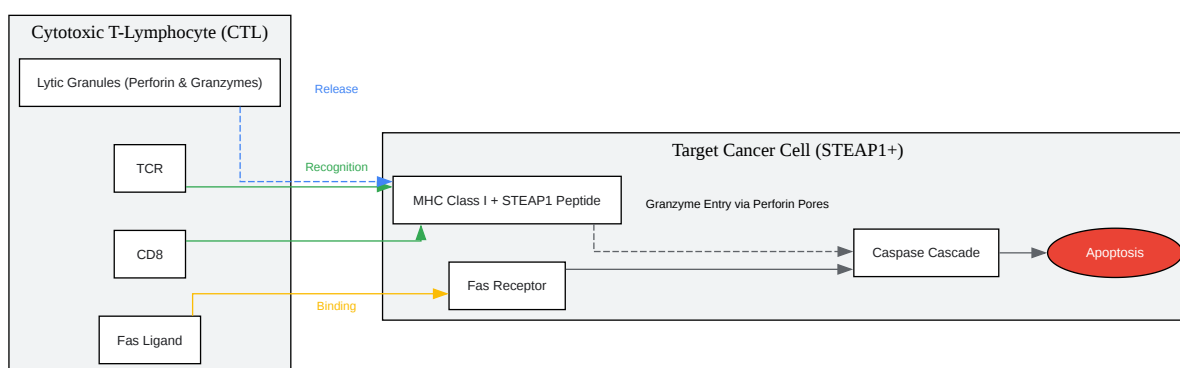 Cytotoxic T-Lymphocyte (CTL)
Lytic Granules (Perforin & Granzymes)
Release
TCR
Recognition
CD8
Binding
Fas Ligand
Target Cancer Cell (STEAP1+)
MHC Class I + STEAP1 Peptide
Granzyme Entry via Perforin Pores
Fas Receptor
Caspase Cascade
Apoptosis